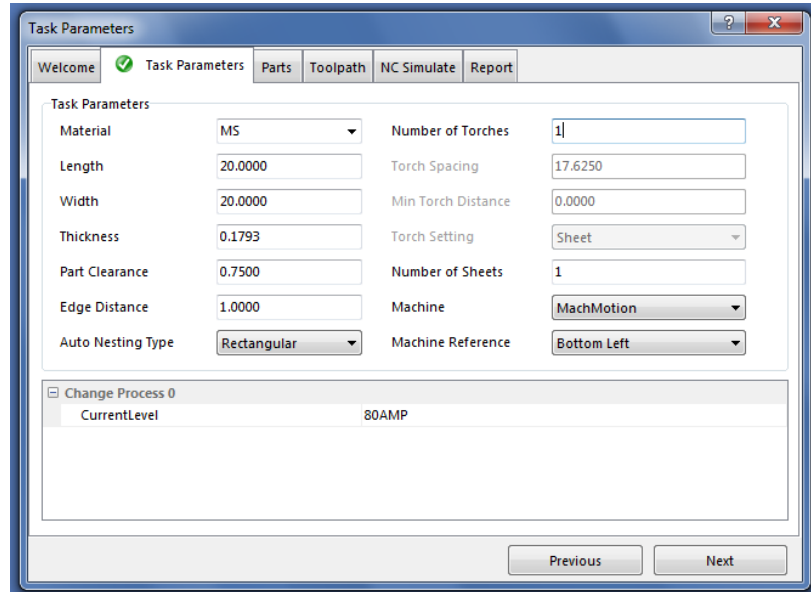 Task Parameters
?
Welcome Task Parameters Parts Toolpath NC Simulate Report
Task Parameters
Material MS Number of Torches 1
Length 20.0000 Torch Spacing 17.6250
Width 20.0000 Min Torch Distance 0.0000
Thickness 0.1793 Torch Setting Sheet
Part Clearance 0.7500 Number of Sheets 1
Edge Distance 1.0000 Machine MachMotion
Auto Nesting Type Rectangular Machine Reference Bottom Left
Change Process 0
CurrentLevel 80AMP
Previous Next